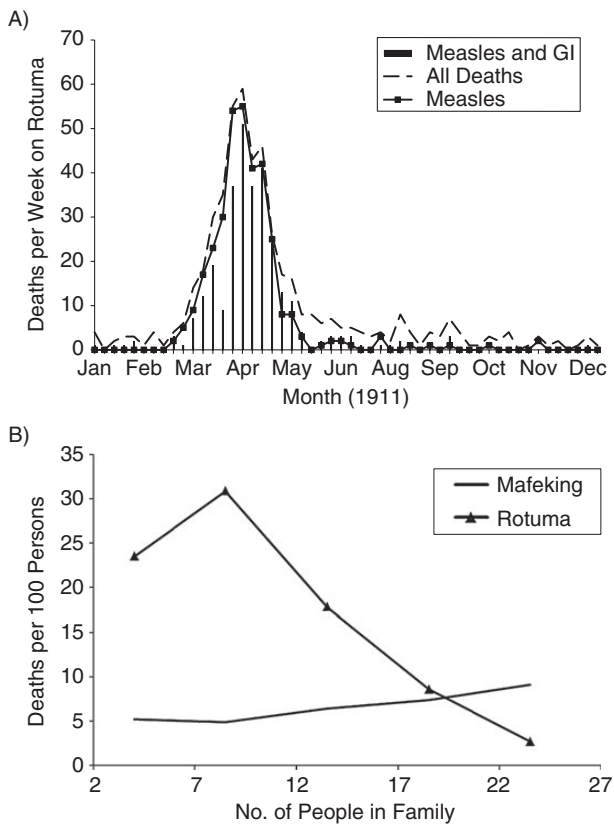 A)
70
60
50
40
30
20
10
0
Deaths per Week on Rotuma
Measles and GI
All Deaths
Measles
Jan Feb Mar Apr May Jun Aug Sep Oct Nov Dec
Month (1911)
B)
35
30
25
20
15
10
5
0
Deaths per 100 Persons
Mafeking
Rotuma
2 7 12 17 22 27
No. of People in Family